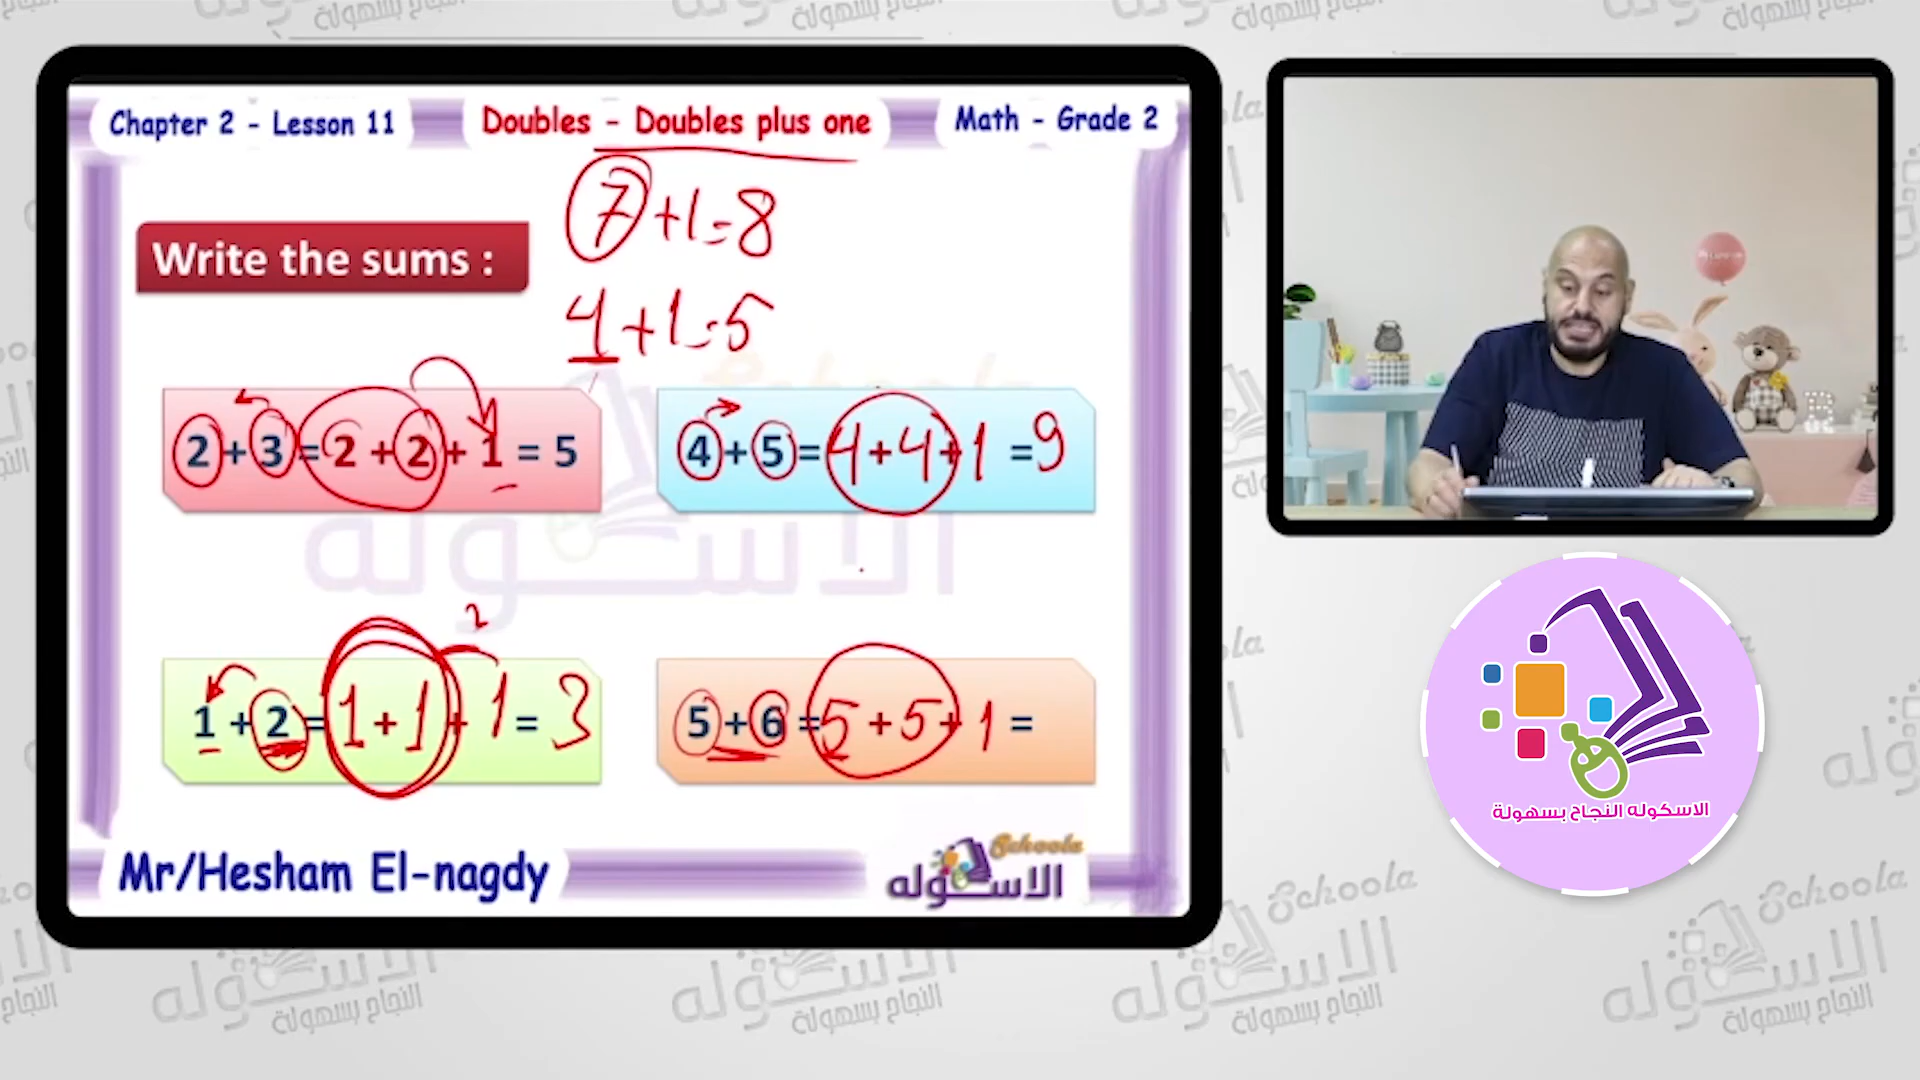 Chapter 2 - Lesson 11
Doubles - Doubles plus one
Math - Grade 2
7+1=8
Write the sums :
4+1=5
2+3=2+2+1=5
4+5=4+4+1=9
2
1+2=1+1+1=3
5+6=5+5+1=
Mr/Hesham El-nagdy
Schoola
الاسكوله
الاسكوله النجاح بسهولة